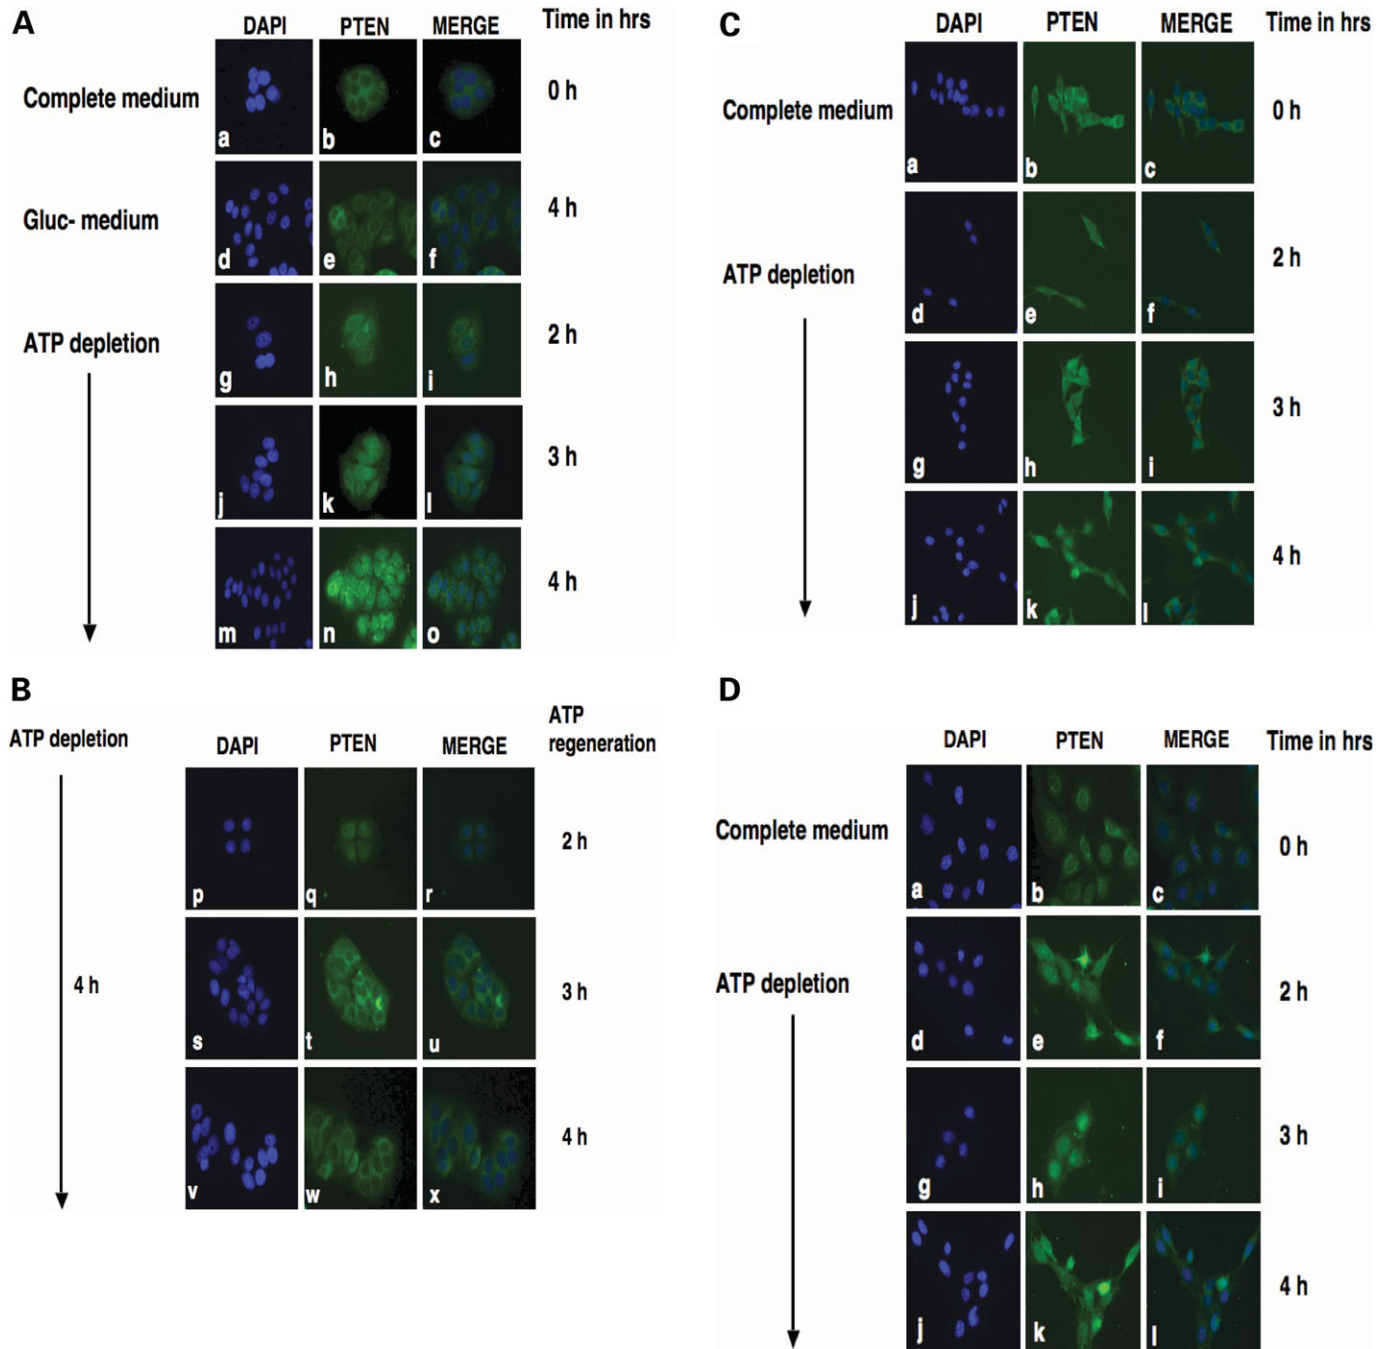 A
DAPI PTEN MERGE Time in hrs
Complete medium 0 h
a b c
Gluc- medium 4 h
d e f
ATP depletion 2 h
g h i
3 h
j k l
4 h
m n o
B
ATP depletion DAPI PTEN MERGE ATP
regeneration
2 h
p q r
4 h 3 h
s t u
4 h
v w x
C
DAPI PTEN MERGE Time in hrs
Complete medium 0 h
a b c
ATP depletion 2 h
d e f
3 h
g h i
4 h
j k l
D
DAPI PTEN MERGE Time in hrs
Complete medium 0 h
a b c
ATP depletion 2 h
d e f
3 h
g h i
4 h
j k l